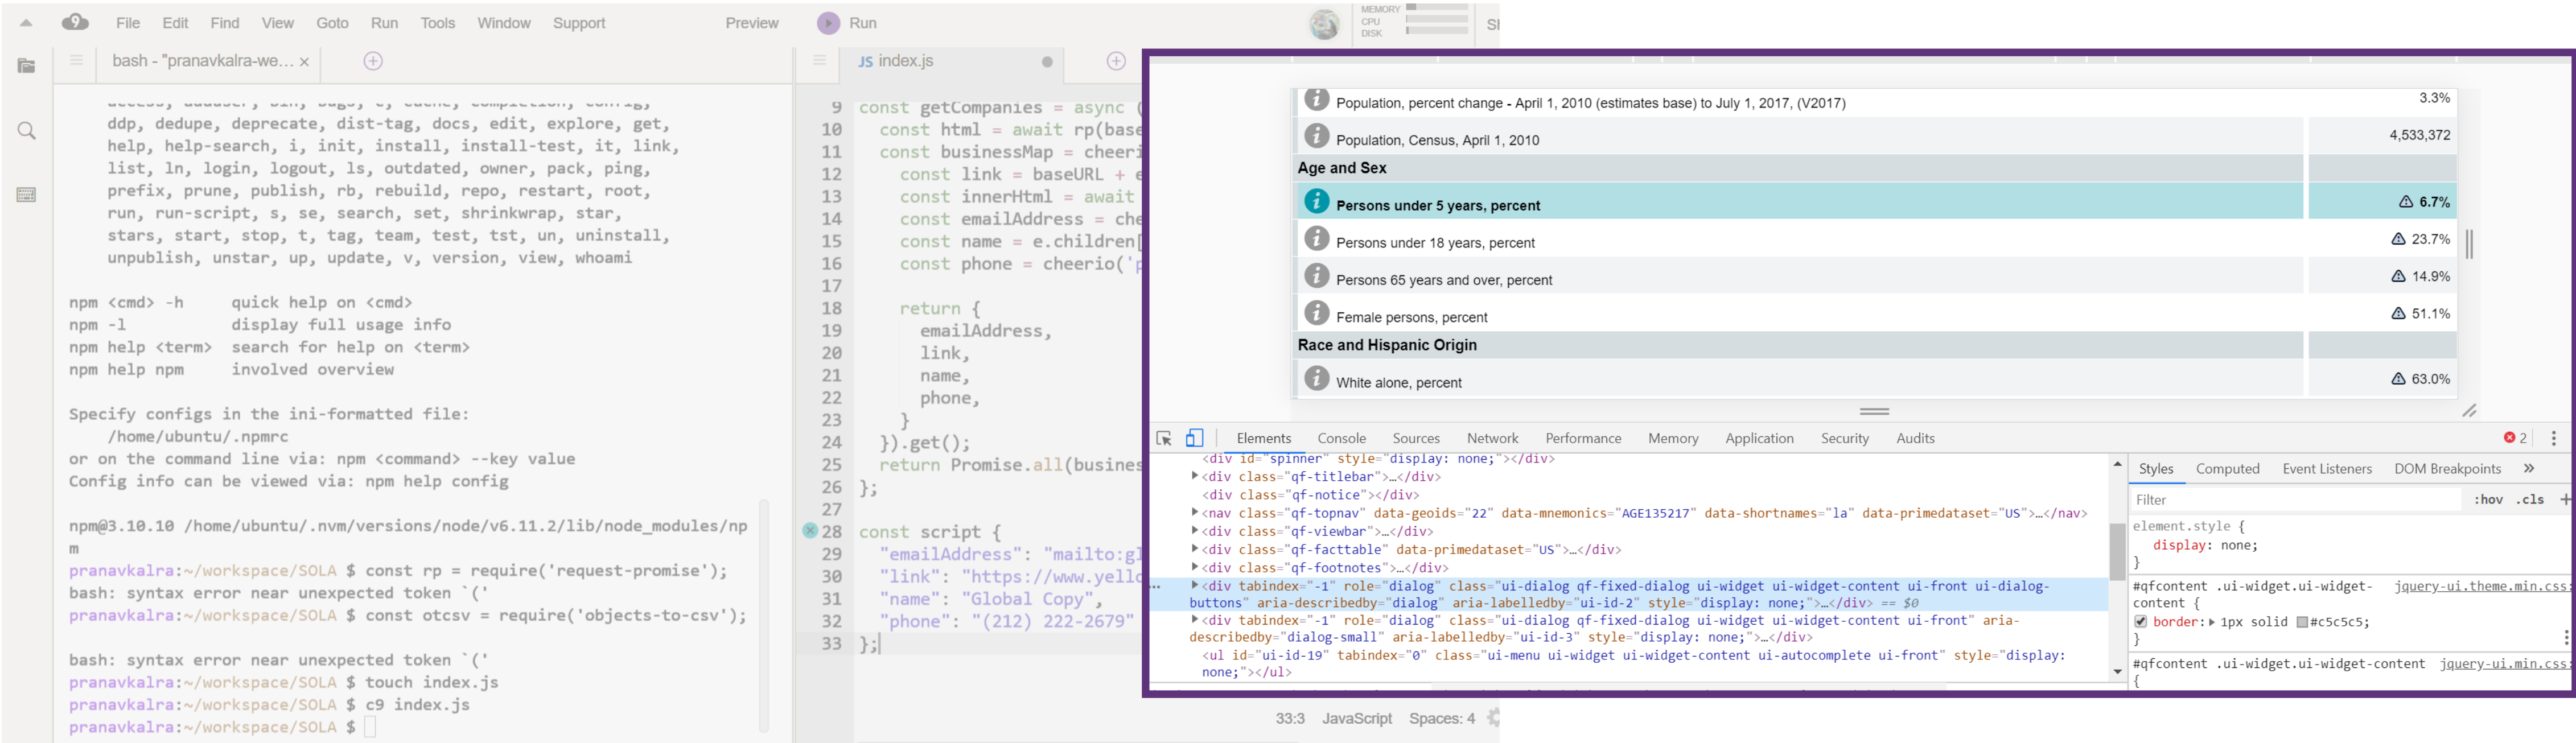 File Edit Find View Goto Run Tools Window Support Preview Run
MEMORY
CPU
DISK
bash - "pranavkalra-we… ×
ddp, dedupe, deprecate, dist-tag, docs, edit, explore, get,
help, help-search, i, init, install, install-test, it, link,
list, ln, login, logout, ls, outdated, owner, pack, ping,
prefix, prune, publish, rb, rebuild, repo, restart, root,
run, run-script, s, se, search, set, shrinkwrap, star,
stars, start, stop, t, tag, team, test, tst, un, uninstall,
unpublish, unstar, up, update, v, version, view, whoami
npm <cmd> -h quick help on <cmd>
npm -l display full usage info
npm help <term> search for help on <term>
npm help npm involved overview
Specify configs in the ini-formatted file:
/home/ubuntu/.npmrc
or on the command line via: npm <command> --key value
Config info can be viewed via: npm help config
npm@3.10.10 /home/ubuntu/.nvm/versions/node/v6.11.2/lib/node_modules/np
m
pranavkalra:~/workspace/SOLA $ const rp = require('request-promise');
bash: syntax error near unexpected token `('
pranavkalra:~/workspace/SOLA $ const otcsv = require('objects-to-csv');
bash: syntax error near unexpected token `('
pranavkalra:~/workspace/SOLA $ touch index.js
pranavkalra:~/workspace/SOLA $ c9 index.js
pranavkalra:~/workspace/SOLA $
JS index.js
9 const getCompanies = async (
10 const html = await rp(base
11 const businessMap = cheeri
12 const link = baseURL + e
13 const innerHtml = await
14 const emailAddress = che
15 const name = e.children[
16 const phone = cheerio('p
17
18 return {
19 emailAddress,
20 link,
21 name,
22 phone,
23 }
24 }).get();
25 return Promise.all(busines
26 };
27
28 const script {
29 "emailAddress": "mailto:gl
30 "link": "https://www.yello
31 "name": "Global Copy",
32 "phone": "(212) 222-2679"
33 };
33:3 JavaScript Spaces: 4
Population, percent change - April 1, 2010 (estimates base) to July 1, 2017, (V2017) 3.3%
Population, Census, April 1, 2010 4,533,372
Age and Sex
Persons under 5 years, percent 6.7%
Persons under 18 years, percent 23.7%
Persons 65 years and over, percent 14.9%
Female persons, percent 51.1%
Race and Hispanic Origin
White alone, percent 63.0%
Elements Console Sources Network Performance Memory Application Security Audits 2
<div id="spinner" style="display: none;"></div>
<div class="qf-titlebar">…</div>
<div class="qf-notice"></div>
<nav class="qf-topnav" data-geoids="22" data-mnemonics="AGE135217" data-shortnames="la" data-primedataset="US">…</nav>
<div class="qf-viewbar">…</div>
<div class="qf-facttable" data-primedataset="US">…</div>
<div class="qf-footnotes">…</div>
<div tabindex="-1" role="dialog" class="ui-dialog qf-fixed-dialog ui-widget ui-widget-content ui-front ui-dialog-
buttons" aria-describedby="dialog" aria-labelledby="ui-id-2" style="display: none;">…</div> == $0
<div tabindex="-1" role="dialog" class="ui-dialog qf-fixed-dialog ui-widget ui-widget-content ui-front" aria-
describedby="dialog-small" aria-labelledby="ui-id-3" style="display: none;">…</div>
<ul id="ui-id-19" tabindex="0" class="ui-menu ui-widget ui-widget-content ui-autocomplete ui-front" style="display:
none;"></ul>
Styles Computed Event Listeners DOM Breakpoints »
Filter :hov .cls +
element.style {
display: none;
}
#qfcontent .ui-widget.ui-widget- jquery-ui.theme.min.css:
content {
border: 1px solid #c5c5c5;
}
#qfcontent .ui-widget.ui-widget-content jquery-ui.min.css:
{